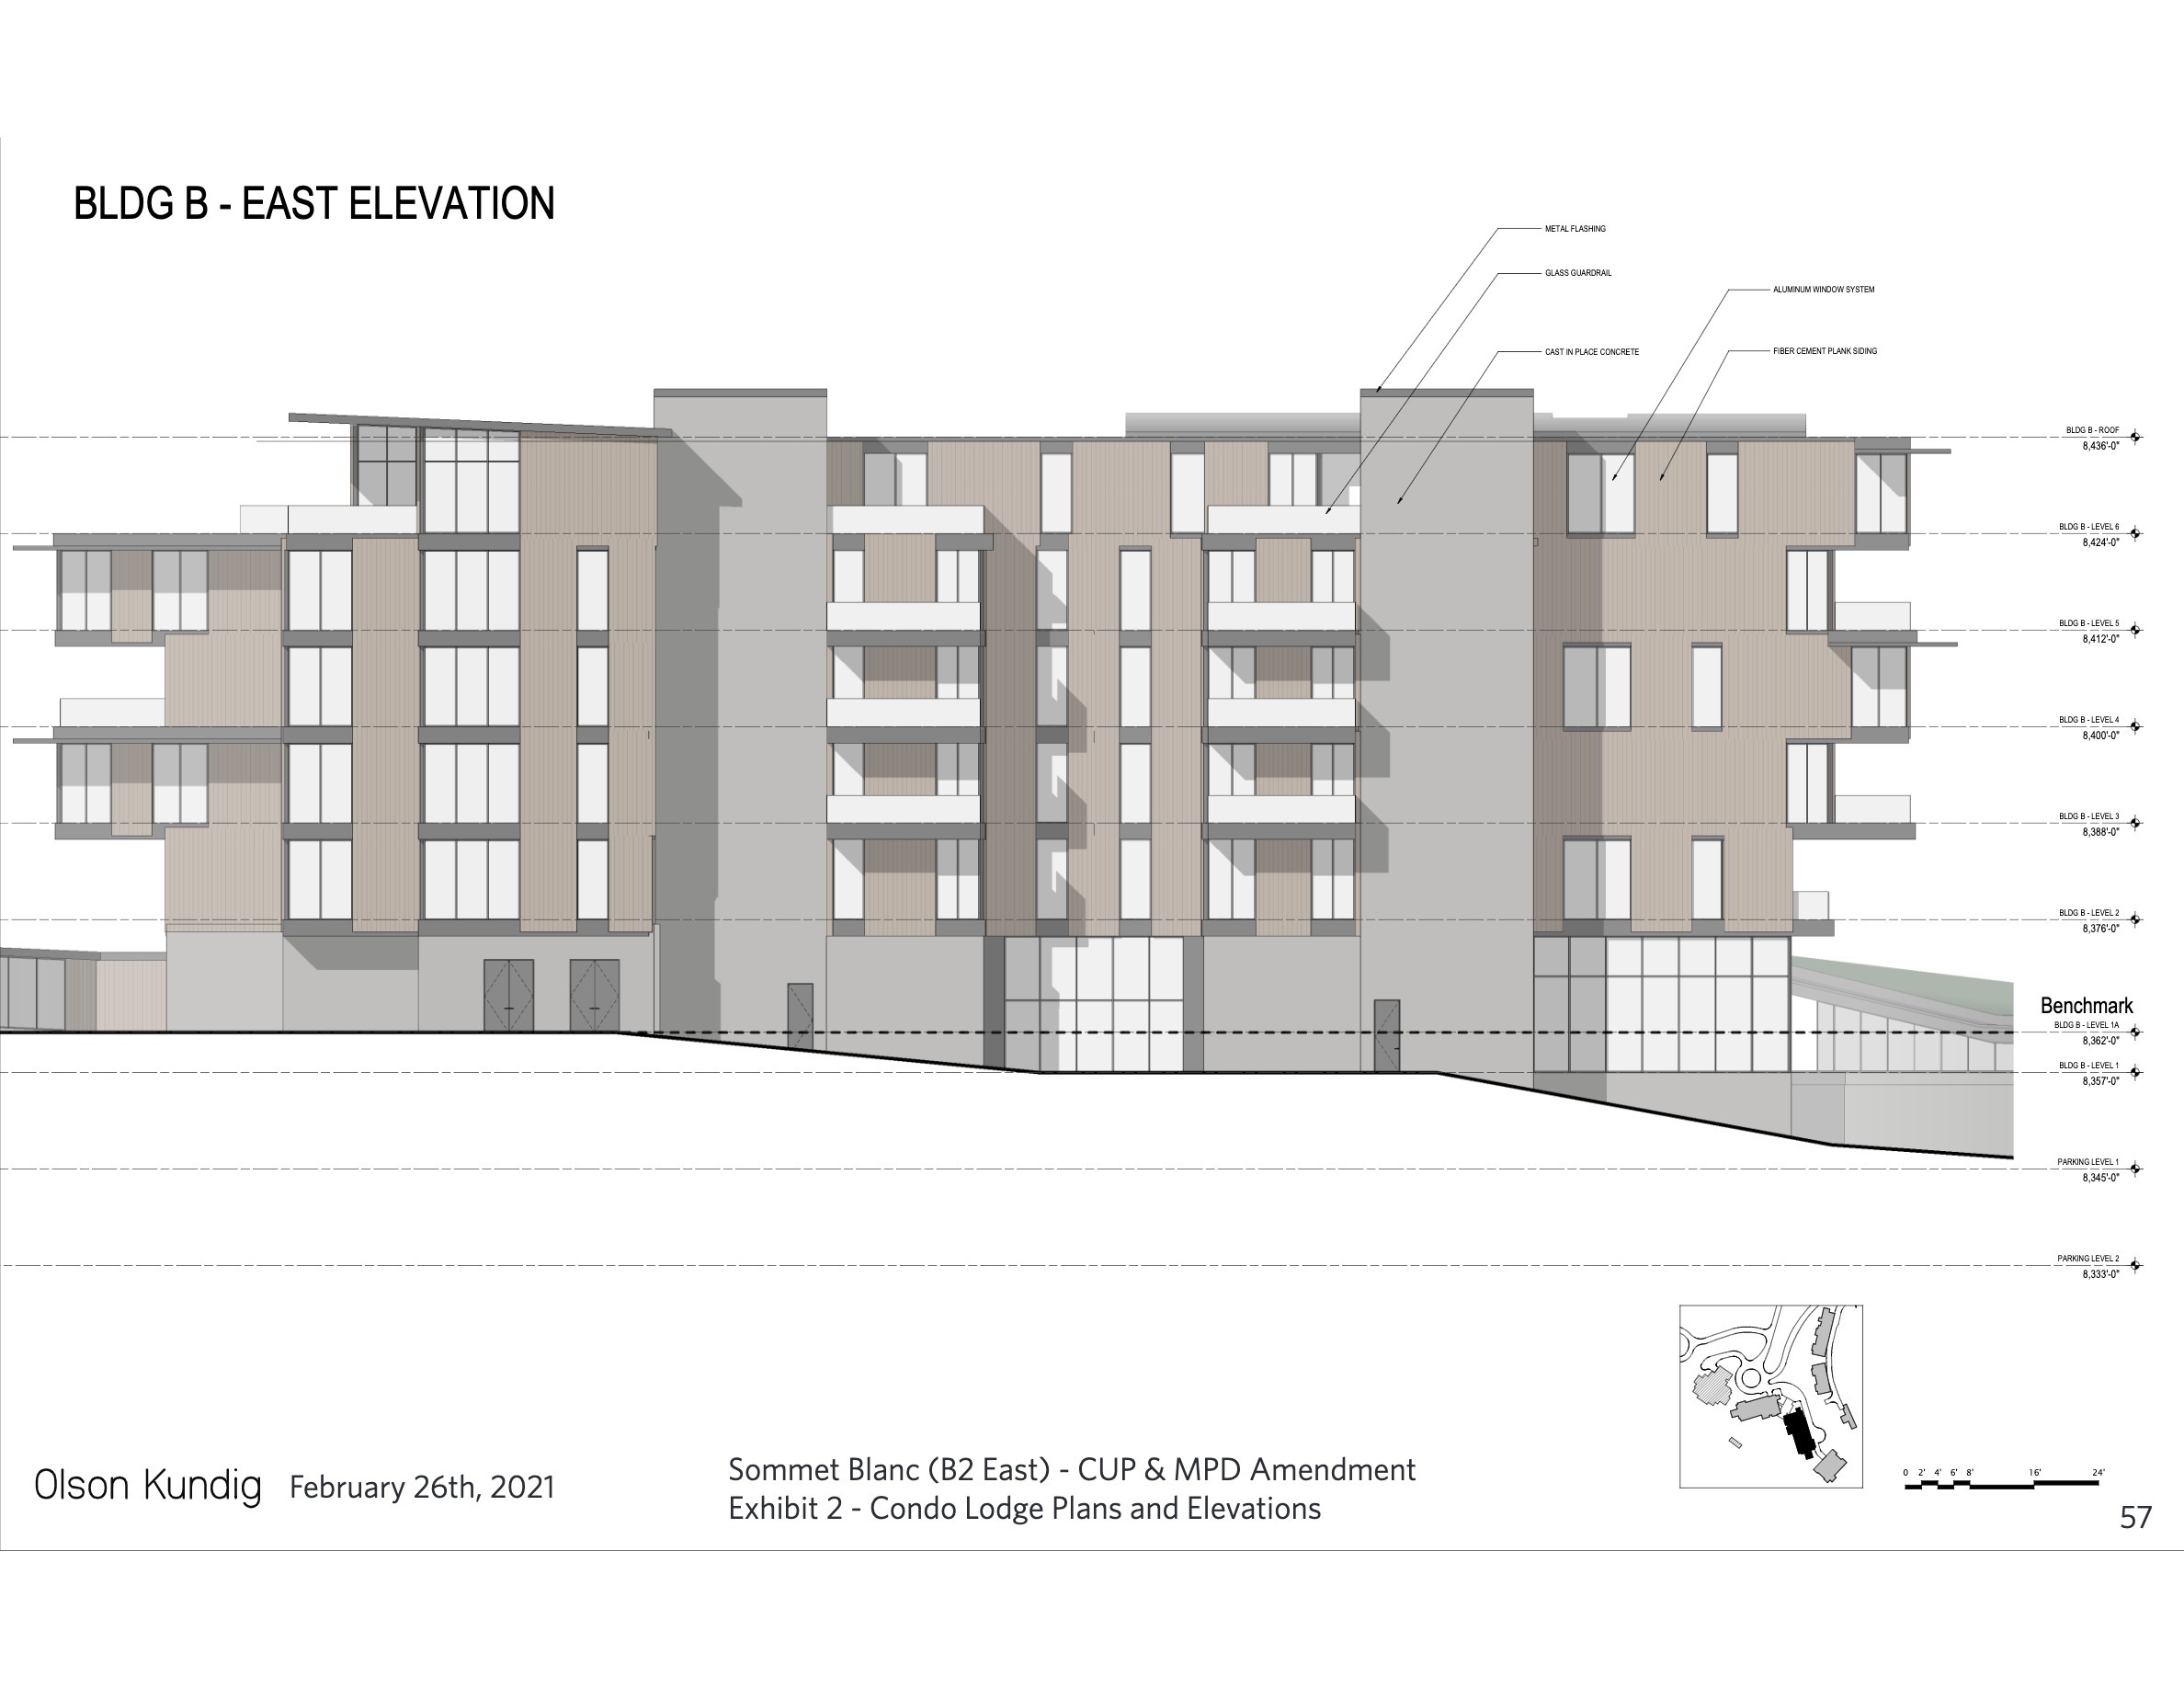 BLDG B - EAST ELEVATION
METAL FLASHING
GLASS GUARDRAIL
ALUMINUM WINDOW SYSTEM
CAST IN PLACE CONCRETE
FIBER CEMENT PLANK SIDING
BLDG B - ROOF
8,436'-0"
BLDG B - LEVEL 6
8,424'-0"
BLDG B - LEVEL 5
8,412'-0"
BLDG B - LEVEL 4
8,400'-0"
BLDG B - LEVEL 3
8,388'-0"
BLDG B - LEVEL 2
8,376'-0"
Benchmark
BLDG B - LEVEL 1A
8,362'-0"
BLDG B - LEVEL 1
8,357'-0"
PARKING LEVEL 1
8,345'-0"
PARKING LEVEL 2
8,333'-0"
0 2' 4' 6' 8' 16' 24'
Olson Kundig February 26th, 2021
Sommet Blanc (B2 East) - CUP & MPD Amendment
Exhibit 2 - Condo Lodge Plans and Elevations
57